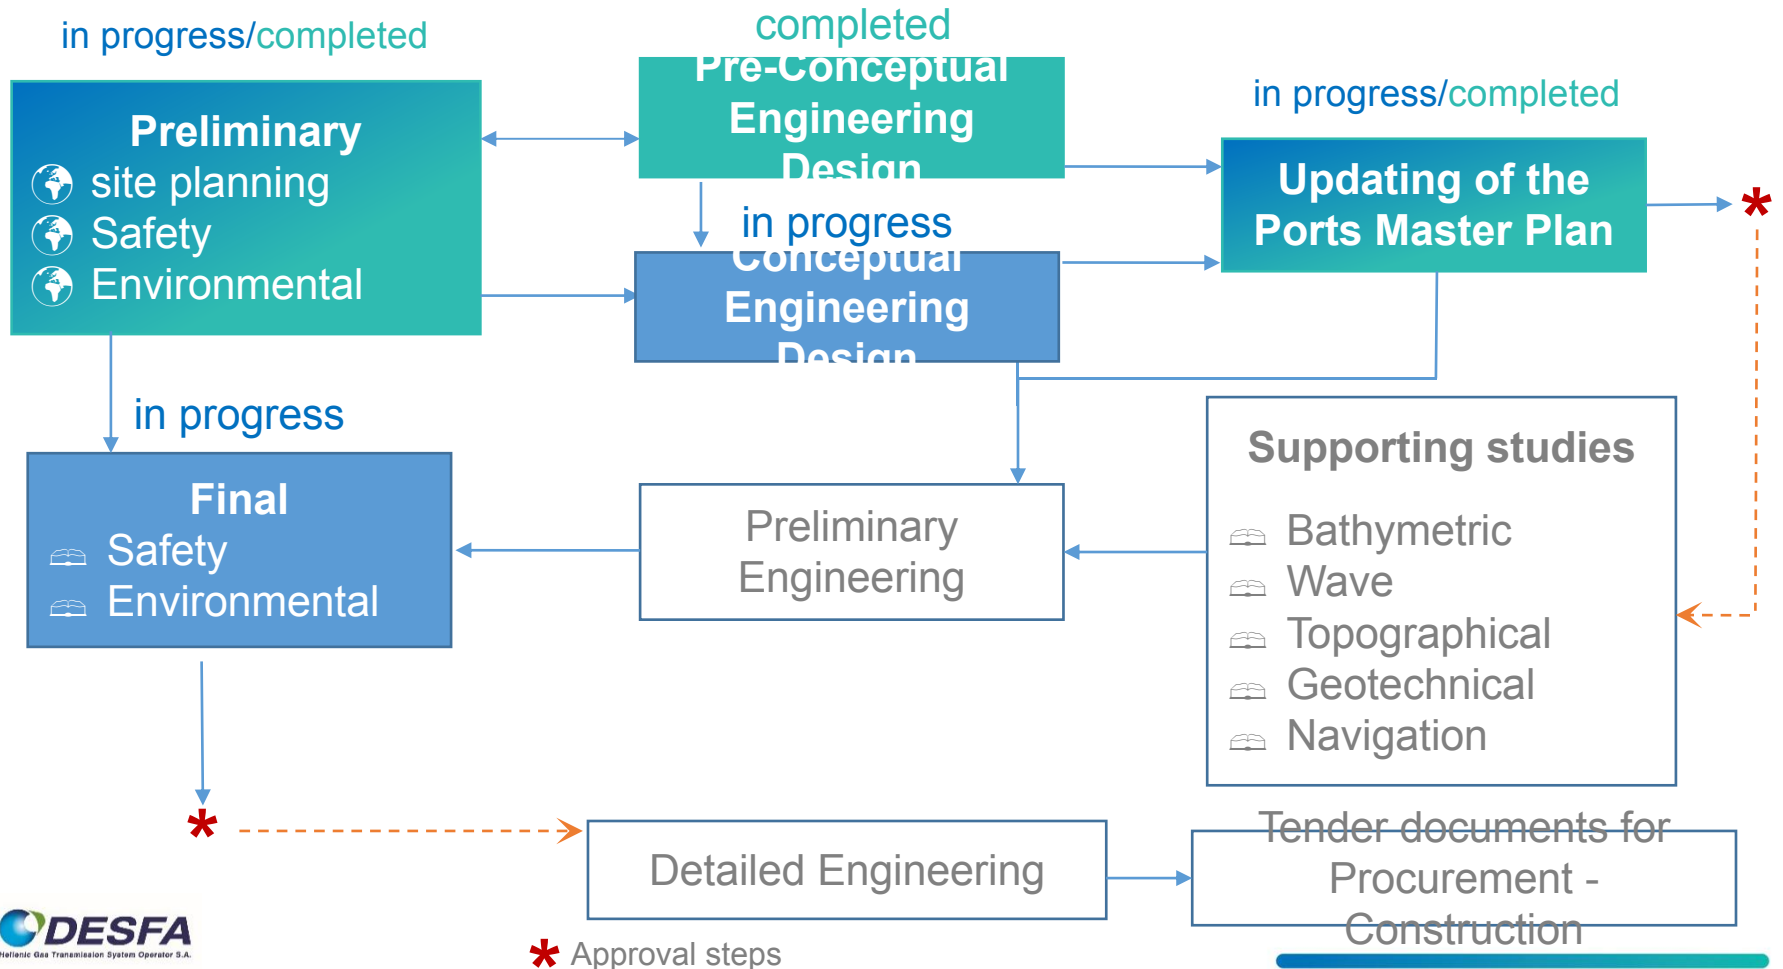 in progress/completed
completed
in progress/completed
Preliminary
site planning
Safety
Environmental
Pre-Conceptual
Engineering
Design
Updating of the
Ports Master Plan
*
in progress
Conceptual
Engineering
Design
in progress
Final
Safety
Environmental
Preliminary
Engineering
Supporting studies
Bathymetric
Wave
Topographical
Geotechnical
Navigation
*
Detailed Engineering
Tender documents for
Procurement -
Construction
DESFA
Hellenic Gas Transmission System Operator S.A.
* Approval steps